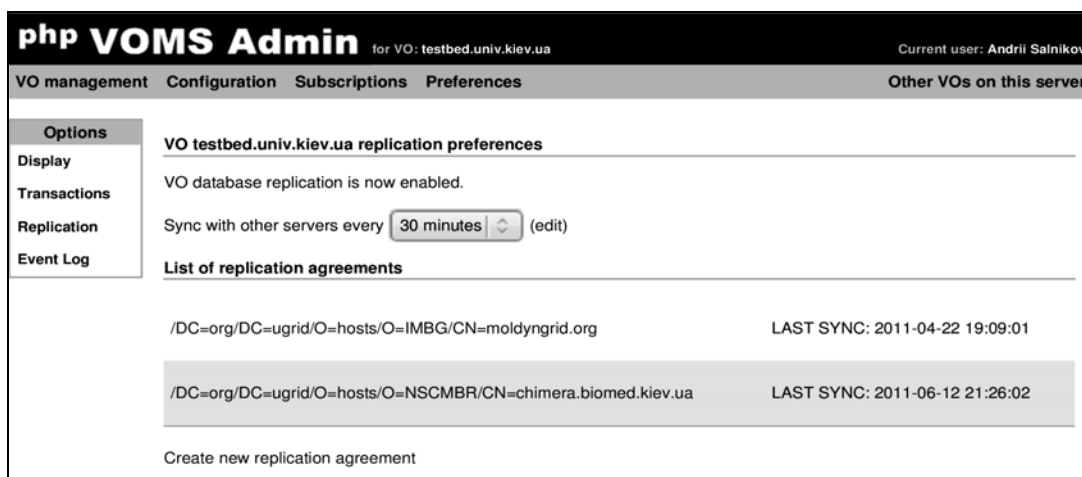 php VOMS Admin for VO: testbed.univ.kiev.ua Current user: Andrii Salnikov
VO management Configuration Subscriptions Preferences Other VOs on this server
Options
Display
Transactions
Replication
Event Log
VO testbed.univ.kiev.ua replication preferences
VO database replication is now enabled.
Sync with other servers every 30 minutes (edit)
List of replication agreements
/DC=org/DC=ugrid/O=hosts/O=IMBG/CN=moldyngrid.org LAST SYNC: 2011-04-22 19:09:01
/DC=org/DC=ugrid/O=hosts/O=NSCMBR/CN=chimera.biomed.kiev.ua LAST SYNC: 2011-06-12 21:26:02
Create new replication agreement